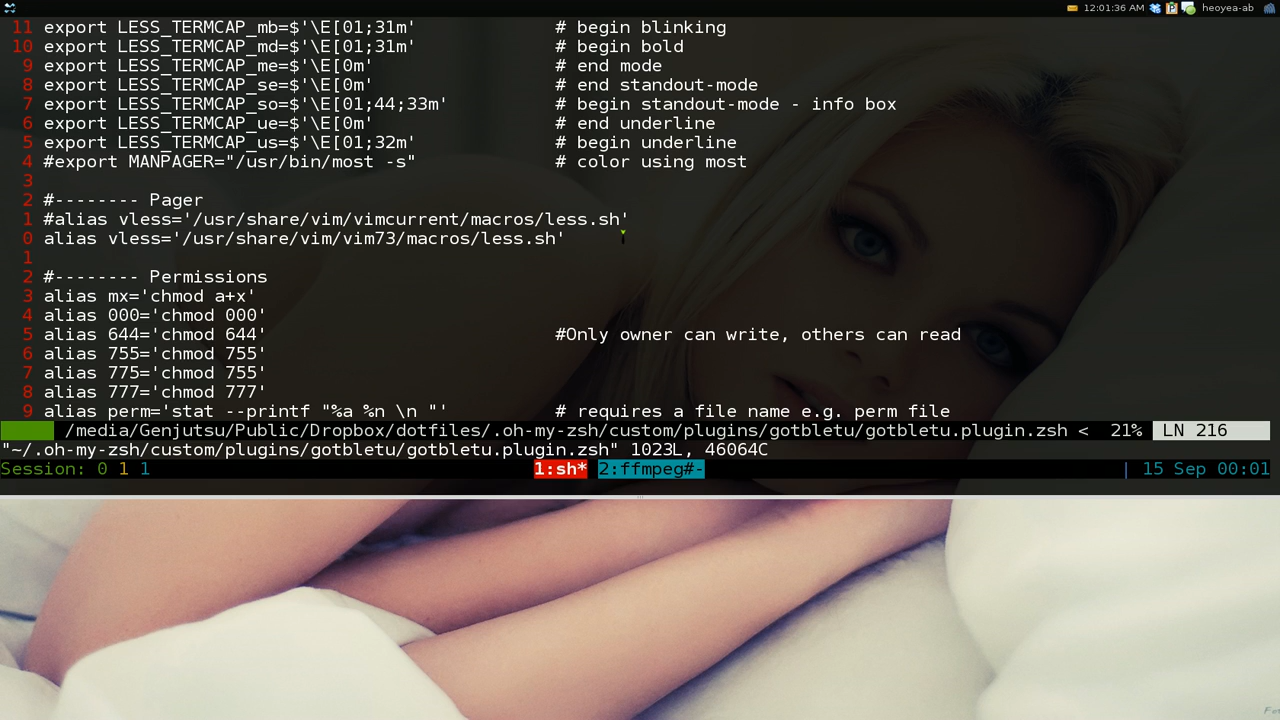 12:01:36 AM heoyea-ab
11 export LESS_TERMCAP_mb=$'\E[01;31m' # begin blinking
10 export LESS_TERMCAP_md=$'\E[01;31m' # begin bold
9 export LESS_TERMCAP_me=$'\E[0m' # end mode
8 export LESS_TERMCAP_se=$'\E[0m' # end standout-mode
7 export LESS_TERMCAP_so=$'\E[01;44;33m' # begin standout-mode - info box
6 export LESS_TERMCAP_ue=$'\E[0m' # end underline
5 export LESS_TERMCAP_us=$'\E[01;32m' # begin underline
4 #export MANPAGER="/usr/bin/most -s" # color using most
3
2 #-------- Pager
1 #alias vless='/usr/share/vim/vimcurrent/macros/less.sh'
0 alias vless='/usr/share/vim/vim73/macros/less.sh'
1
2 #-------- Permissions
3 alias mx='chmod a+x'
4 alias 000='chmod 000'
5 alias 644='chmod 644' #Only owner can write, others can read
6 alias 755='chmod 755'
7 alias 775='chmod 755'
8 alias 777='chmod 777'
9 alias perm='stat --printf "%a %n \n "' # requires a file name e.g. perm file
/media/Genjutsu/Public/Dropbox/dotfiles/.oh-my-zsh/custom/plugins/gotbletu/gotbletu.plugin.zsh < 21% LN 216
"~/.oh-my-zsh/custom/plugins/gotbletu/gotbletu.plugin.zsh" 1023L, 46064C
Session: 0 1 1 1:sh* 2:ffmpeg#- | 15 Sep 00:01